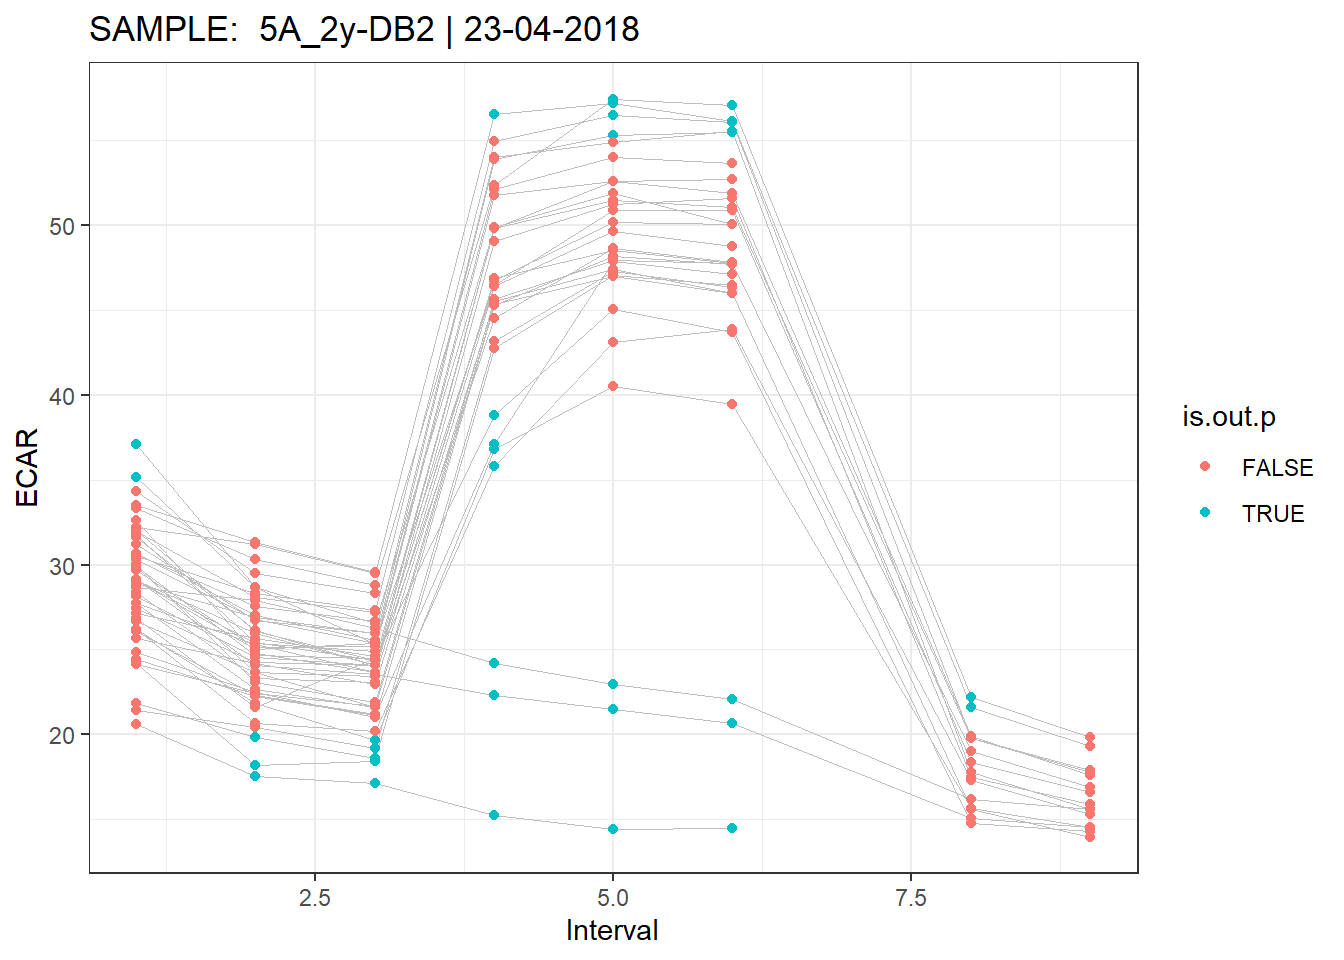 SAMPLE:  5A_2y-DB2 | 23-04-2018
ECAR
50
40
30
20
2.5
5.0
7.5
Interval
is.out.p
FALSE
TRUE